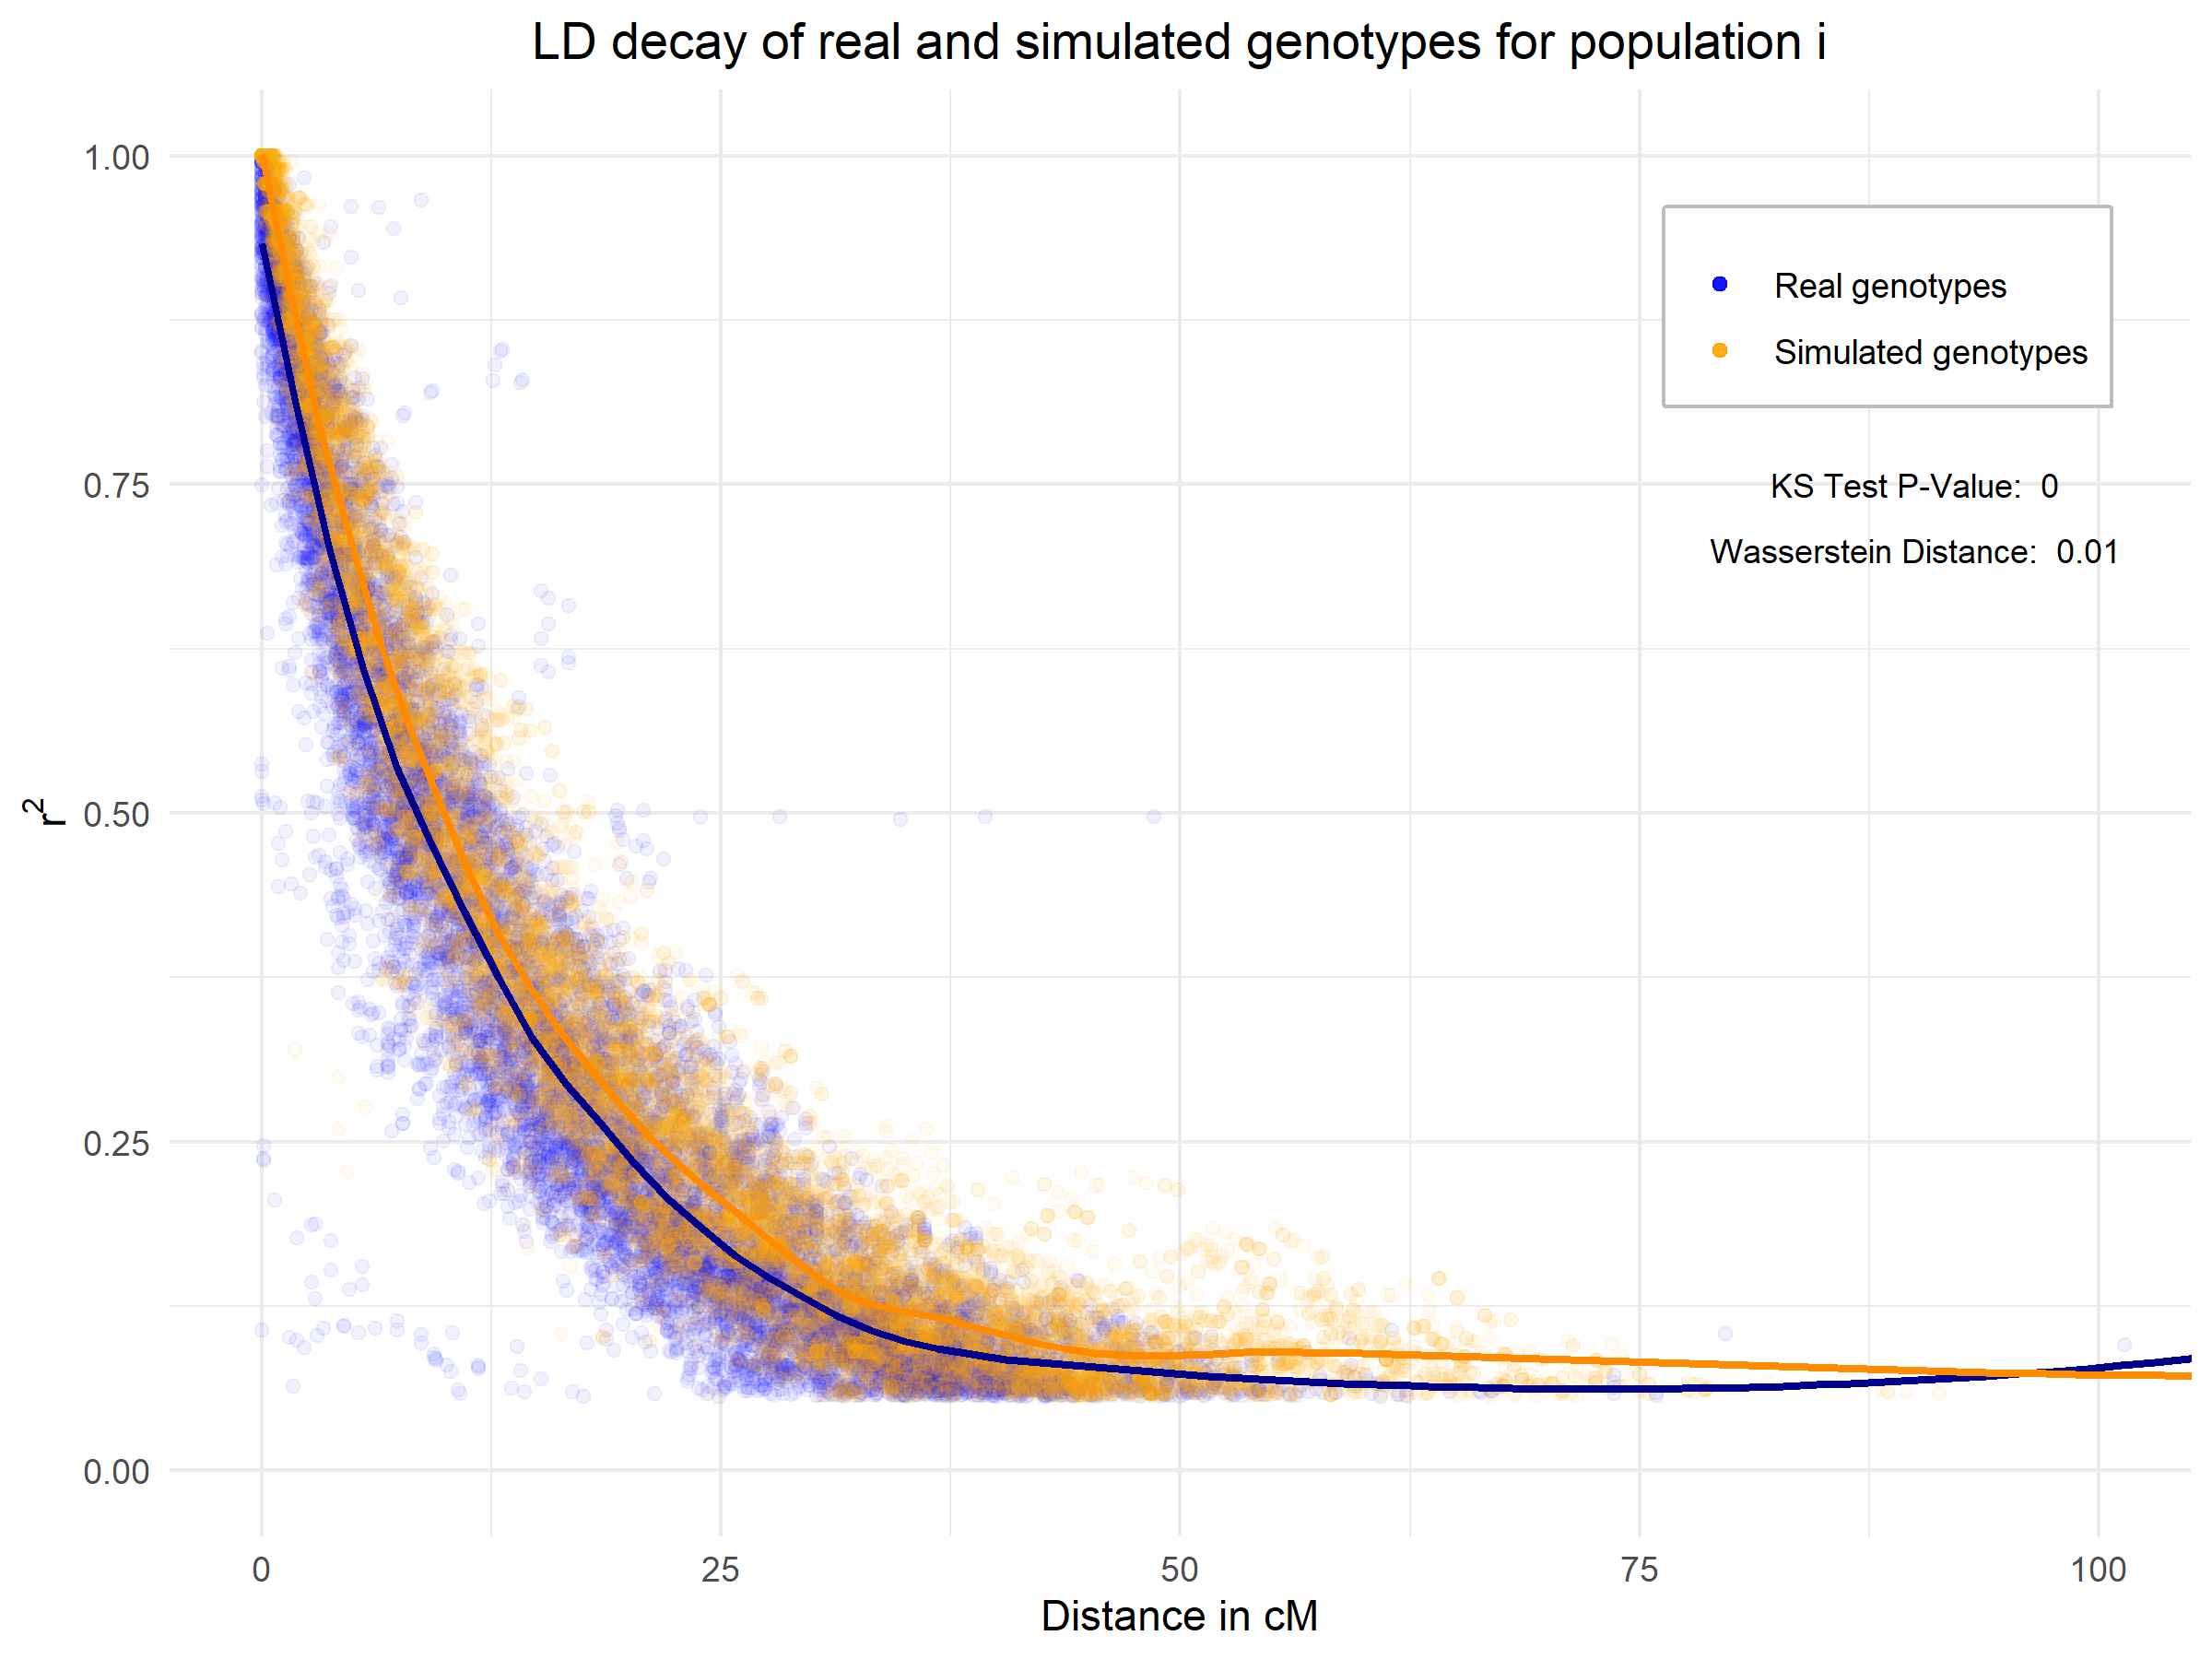 LD decay of real and simulated genotypes for population i
1.00
0.75
0.50
0.25
0.00
r²
Real genotypes
Simulated genotypes
KS Test P-Value: 0
Wasserstein Distance: 0.01
0 25 50 75 100
Distance in cM